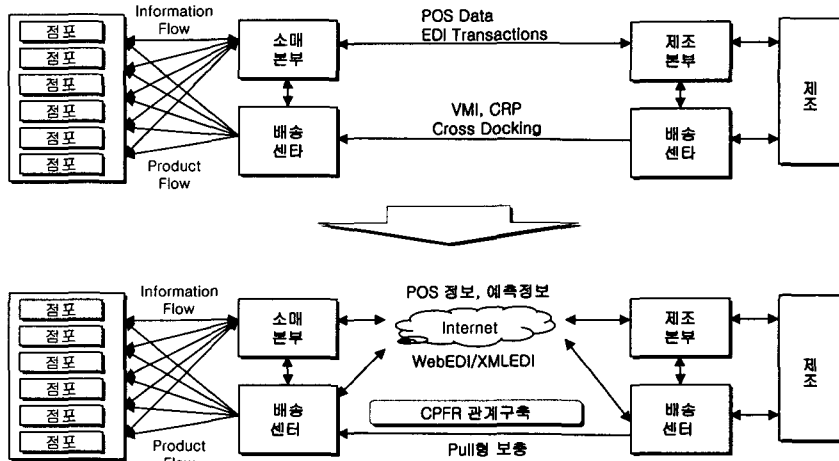 Information
Flow
점포
점포
점포
점포
점포
점포
Product
Flow
소매
본부
배송
센타
POS Data
EDI Transactions
VMI, CRP
Cross Docking
제조
본부
배송
센타
제
조
Information
Flow
점포
점포
점포
점포
점포
점포
Product
Flow
소매
본부
배송
센터
POS 정보, 예측정보
Internet
WebEDI/XMLEDI
CPFR 관계구축
Pull형 보충
제조
본부
배송
센터
제
조